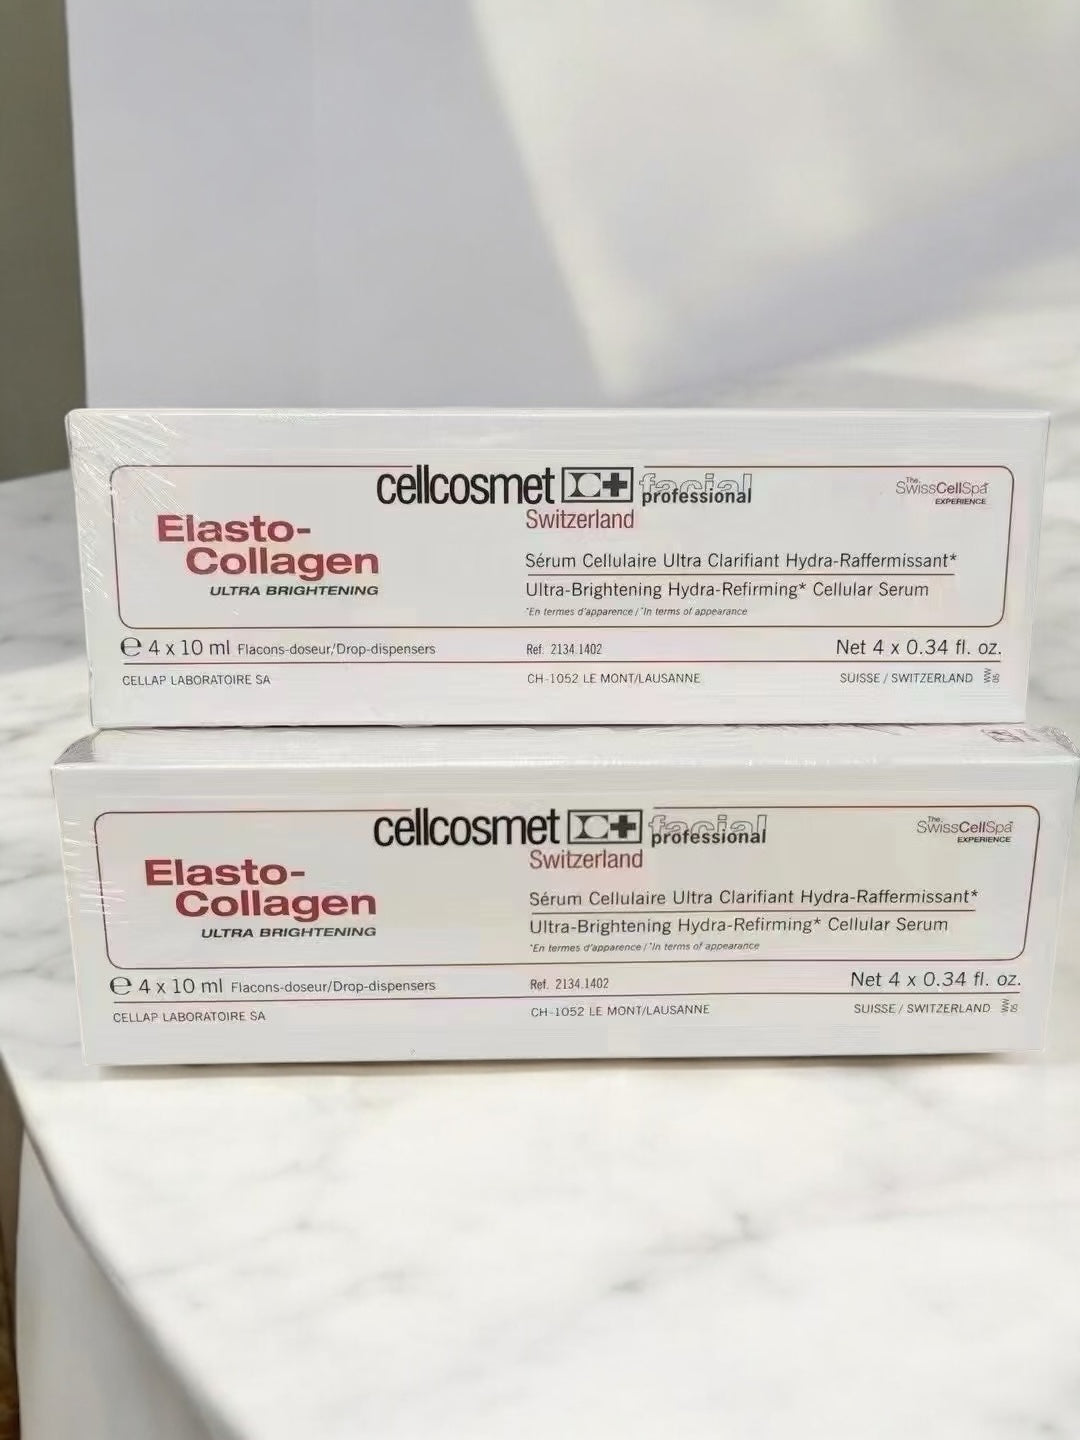 cellcosmet facial
professional
The
SwissCellSpa
EXPERIENCE
Switzerland
Elasto-
Collagen
ULTRA BRIGHTENING
Sérum Cellulaire Ultra Clarifiant Hydra-Raffermissant*
Ultra-Brightening Hydra-Refirming* Cellular Serum
*En termes d'apparence / *In terms of appearance
e 4 x 10 ml Flacons-doseur/Drop-dispensers
Ref. 2134.1402
Net 4 x 0.34 fl. oz.
CELLAP LABORATOIRE SA
CH-1052 LE MONT/LAUSANNE
SUISSE / SWITZERLAND
cellcosmet facial
professional
The
SwissCellSpa
EXPERIENCE
Switzerland
Elasto-
Collagen
ULTRA BRIGHTENING
Sérum Cellulaire Ultra Clarifiant Hydra-Raffermissant*
Ultra-Brightening Hydra-Refirming* Cellular Serum
*En termes d'apparence / *In terms of appearance
e 4 x 10 ml Flacons-doseur/Drop-dispensers
Ref. 2134.1402
Net 4 x 0.34 fl. oz.
CELLAP LABORATOIRE SA
CH-1052 LE MONT/LAUSANNE
SUISSE / SWITZERLAND